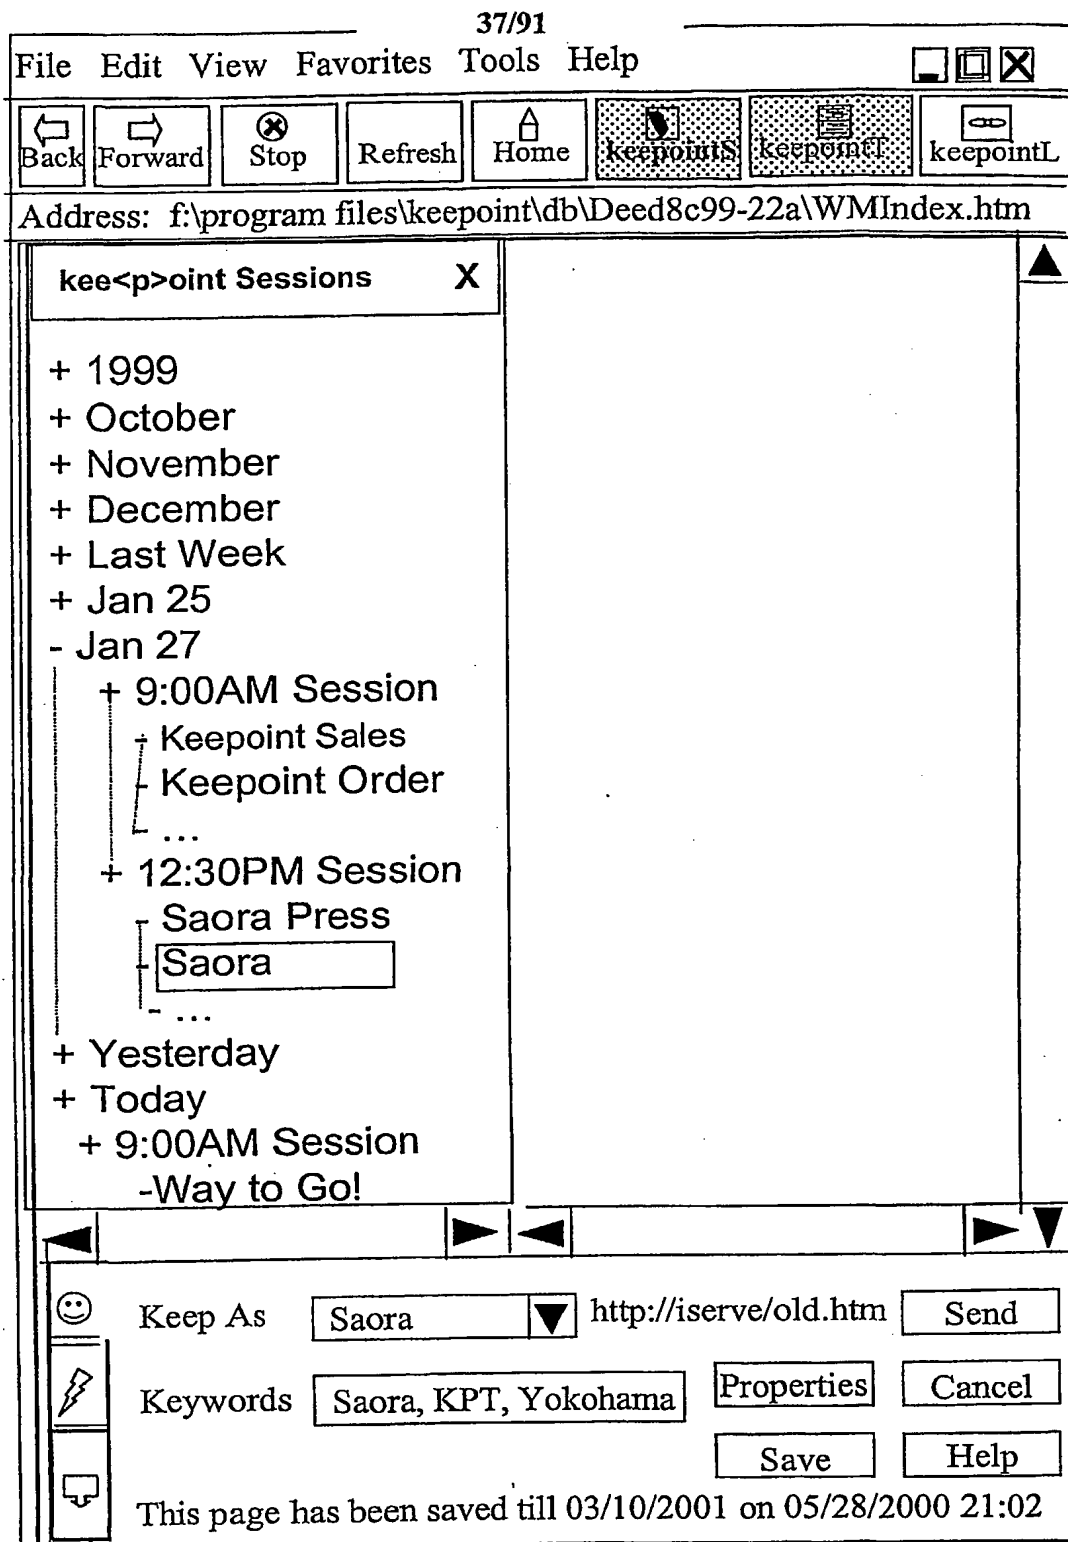 37/91
File Edit View Favorites Tools Help
Back Forward Stop Refresh Home keepointS keepointT keepointL
Address: f:\program files\keepoint\db\Deed8c99-22a\WMIndex.htm
kee<p>oint Sessions X
+ 1999
+ October
+ November
+ December
+ Last Week
+ Jan 25
- Jan 27
+ 9:00AM Session
- Keepoint Sales
- Keepoint Order
- ...
+ 12:30PM Session
- Saora Press
- Saora
- ...
+ Yesterday
+ Today
+ 9:00AM Session
-Way to Go!
Keep As Saora http://iserve/old.htm Send
Keywords Saora, KPT, Yokohama Properties Cancel
Save Help
This page has been saved till 03/10/2001 on 05/28/2000 21:02